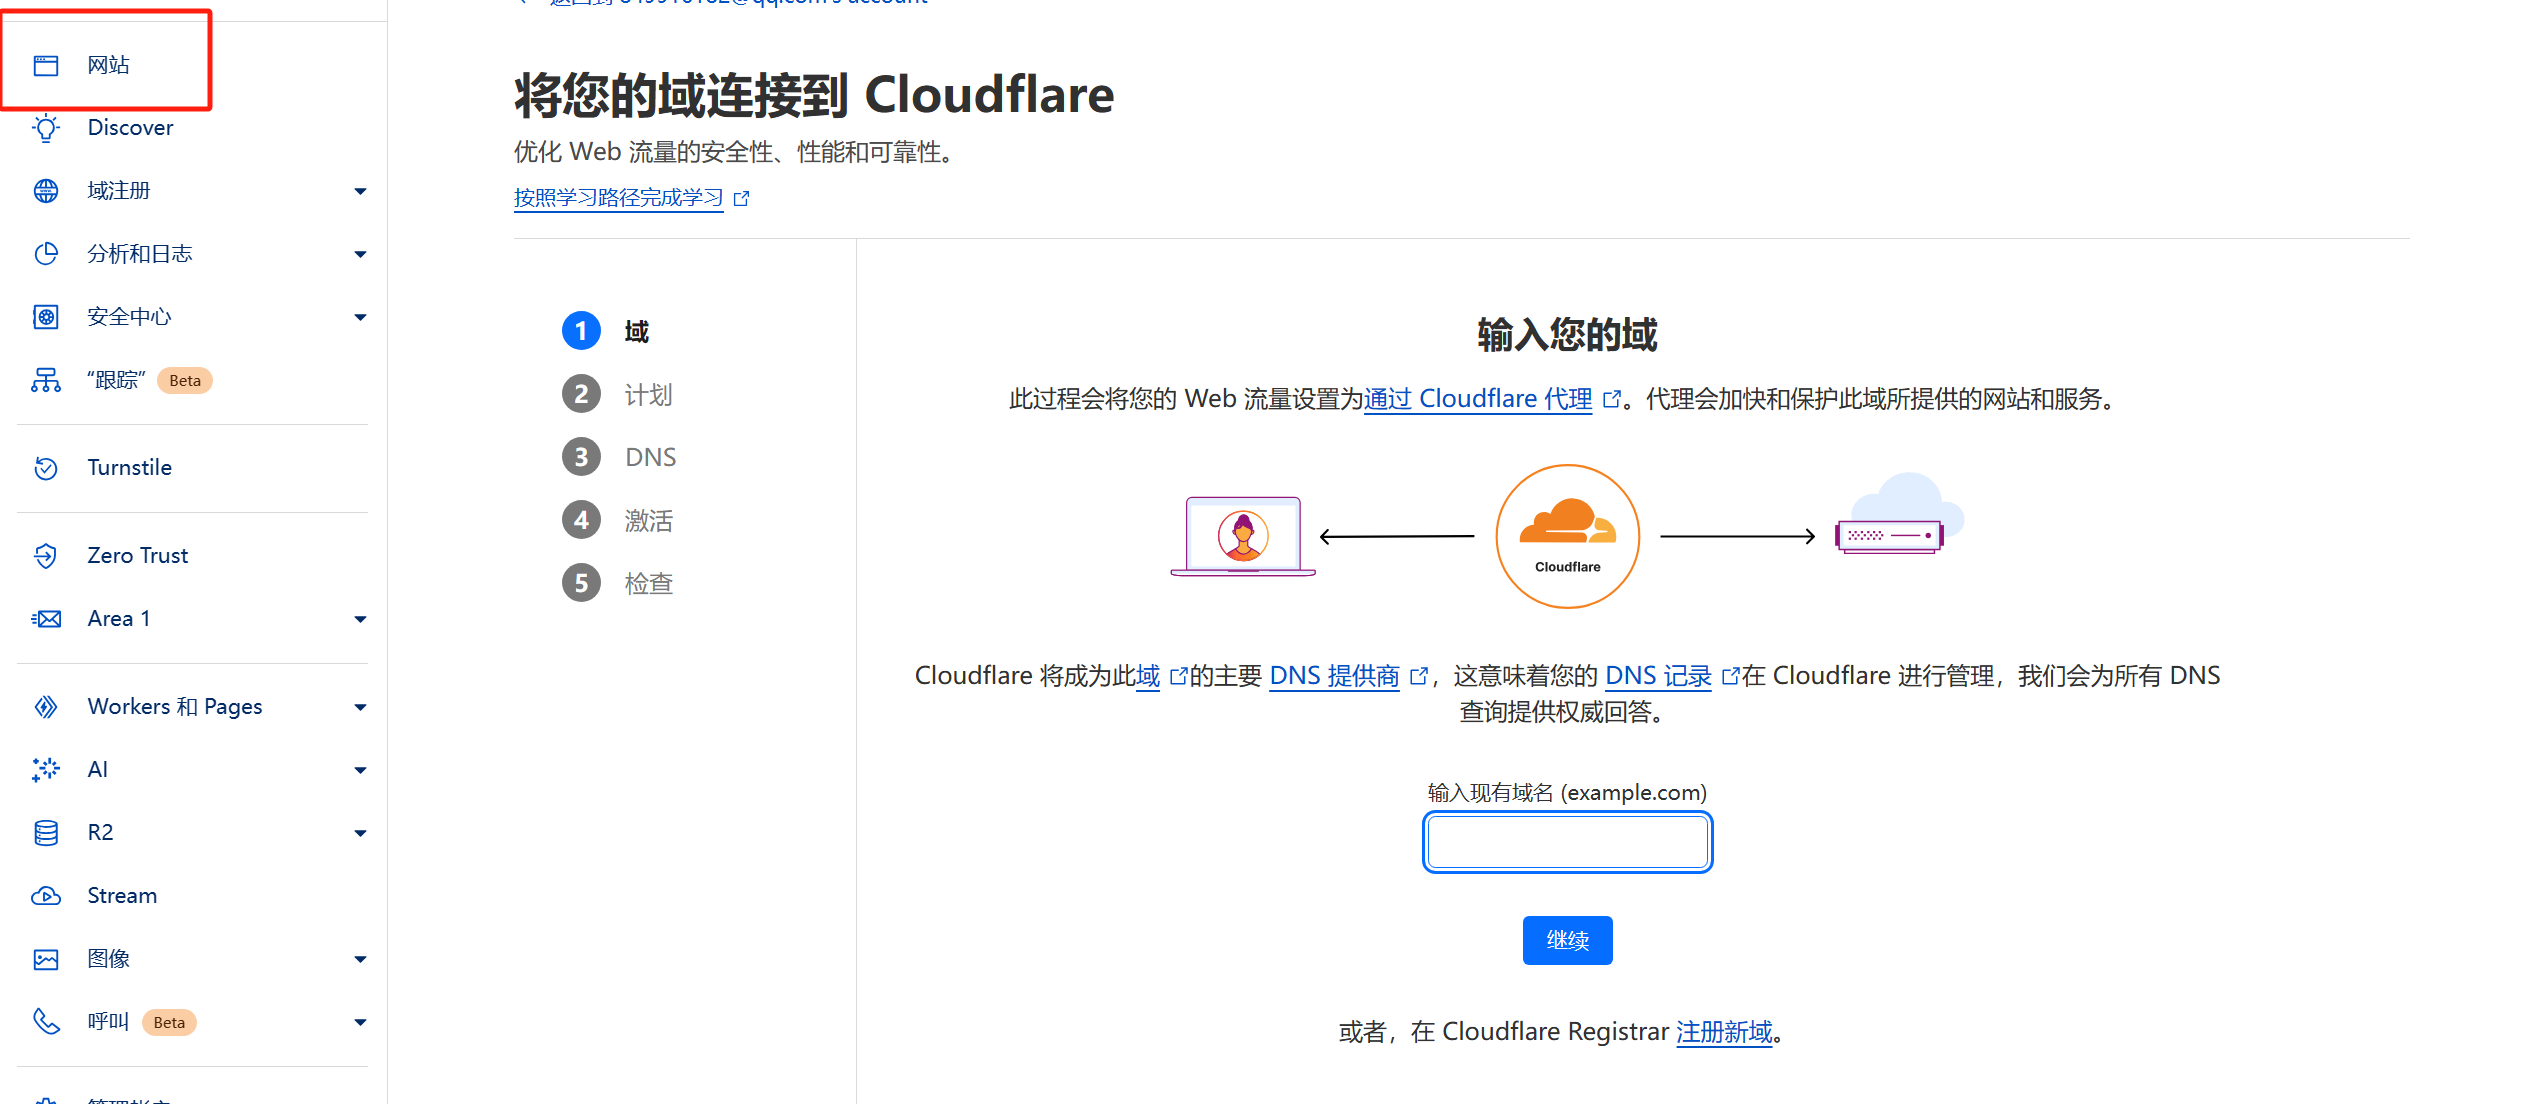 网站
Discover
域注册
分析和日志
安全中心
“跟踪” Beta
Turnstile
Zero Trust
Area 1
Workers 和 Pages
AI
R2
Stream
图像
呼叫 Beta
将您的域连接到 Cloudflare
优化 Web 流量的安全性、性能和可靠性。
按照学习路径完成学习
1 域
2 计划
3 DNS
4 激活
5 检查
输入您的域
此过程会将您的 Web 流量设置为通过 Cloudflare 代理。代理会加快和保护此域所提供的网站和服务。
Cloudflare
Cloudflare 将成为此域的主要 DNS 提供商，这意味着您的 DNS 记录在 Cloudflare 进行管理，我们会为所有 DNS
查询提供权威回答。
输入现有域名 (example.com)
继续
或者，在 Cloudflare Registrar 注册新域。